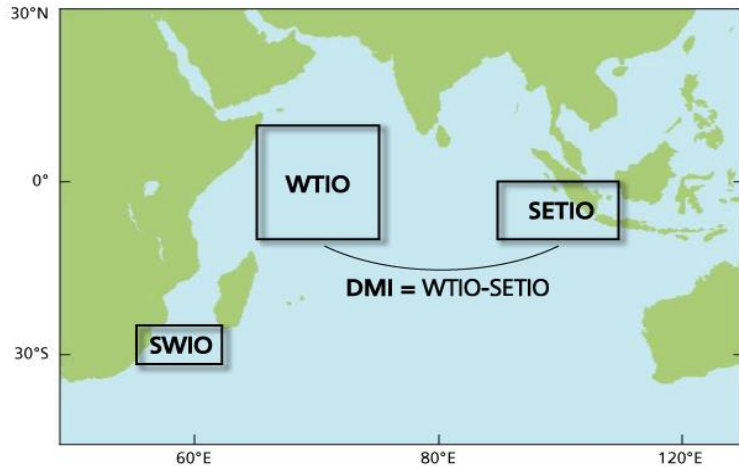 30°N
WTIO
0°
SETIO
DMI = WTIO-SETIO
SWIO
30°S
60°E
80°E
120°E